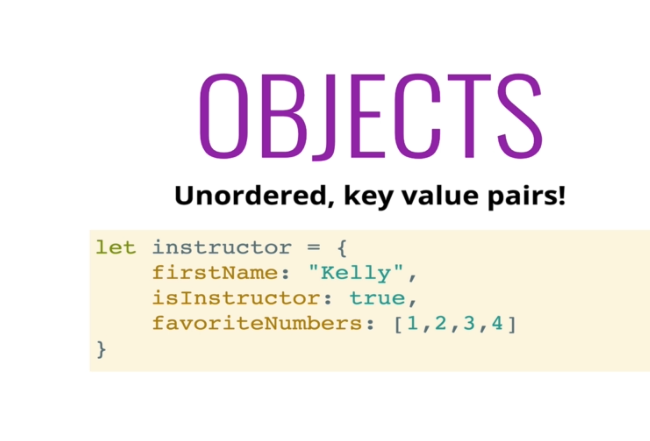 OBJECTS
Unordered, key value pairs!
let instructor = {
    firstName: "Kelly",
    isInstructor: true,
    favoriteNumbers: [1,2,3,4]
}